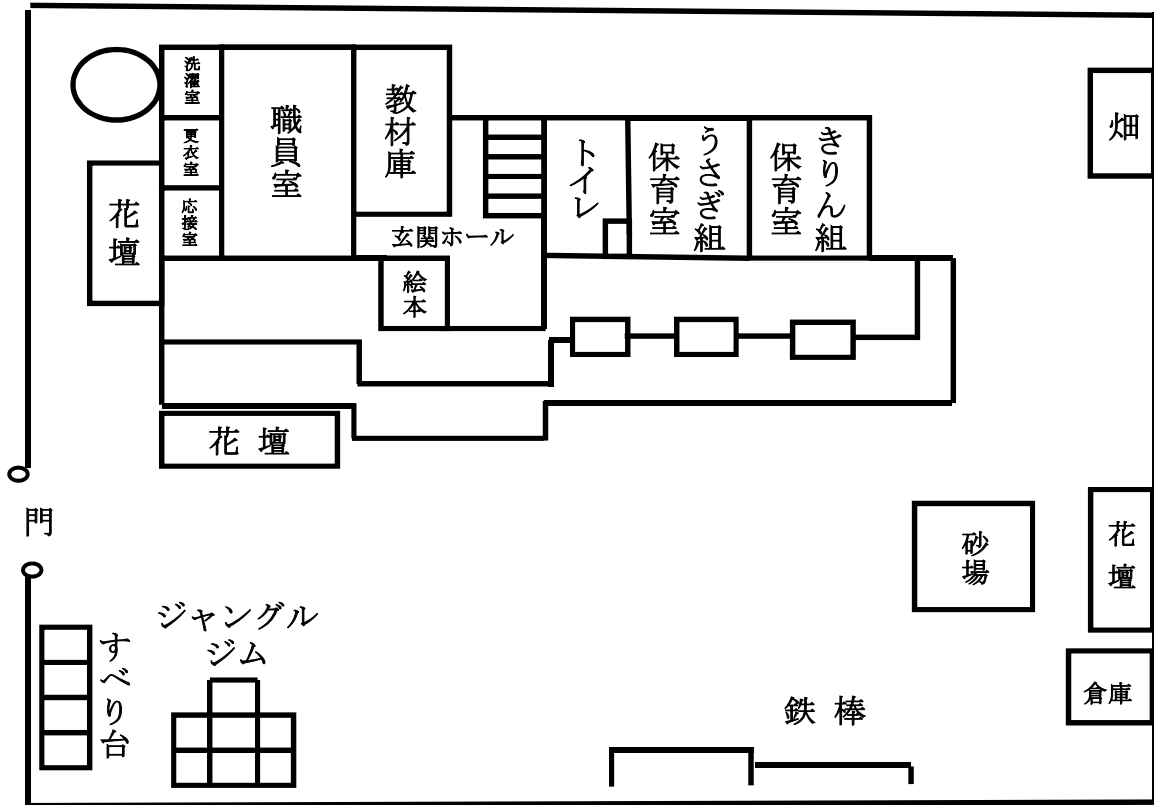 洗濯室
更衣室
応接室
職員室
教材庫
トイレ
うさぎ組
保育室
きりん組
保育室
畑
花壇
玄関ホール
絵本
花壇
門
砂場
花壇
倉庫
すべり台
ジャングル
ジム
鉄棒